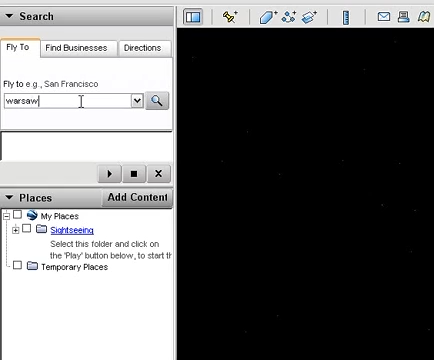 Search
Fly To
Find Businesses
Directions
Fly to e.g., San Francisco
warsaw
Places
Add Content
My Places
Sightseeing
Select this folder and click on
the 'Play' button below, to start
Temporary Places